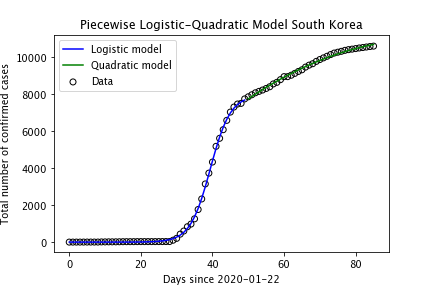 Piecewise Logistic-Quadratic Model South Korea
Logistic model
Quadratic model
Data
Total number of confirmed cases
10000
8000
6000
4000
2000
0
0 20 40 60 80
Days since 2020-01-22